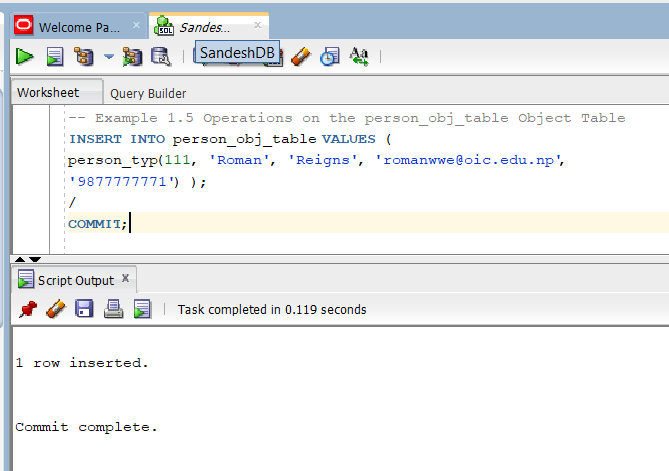 Welcome Pa...
Sandes...
SandeshDB
Worksheet
Query Builder
-- Example 1.5 Operations on the person_obj_table Object Table
INSERT INTO person_obj_table VALUES (
person_typ(111, 'Roman', 'Reigns', 'romanwwe@oic.edu.np',
'9877777771') );
/
COMMIT;
Script Output
Task completed in 0.119 seconds
1 row inserted.
Commit complete.